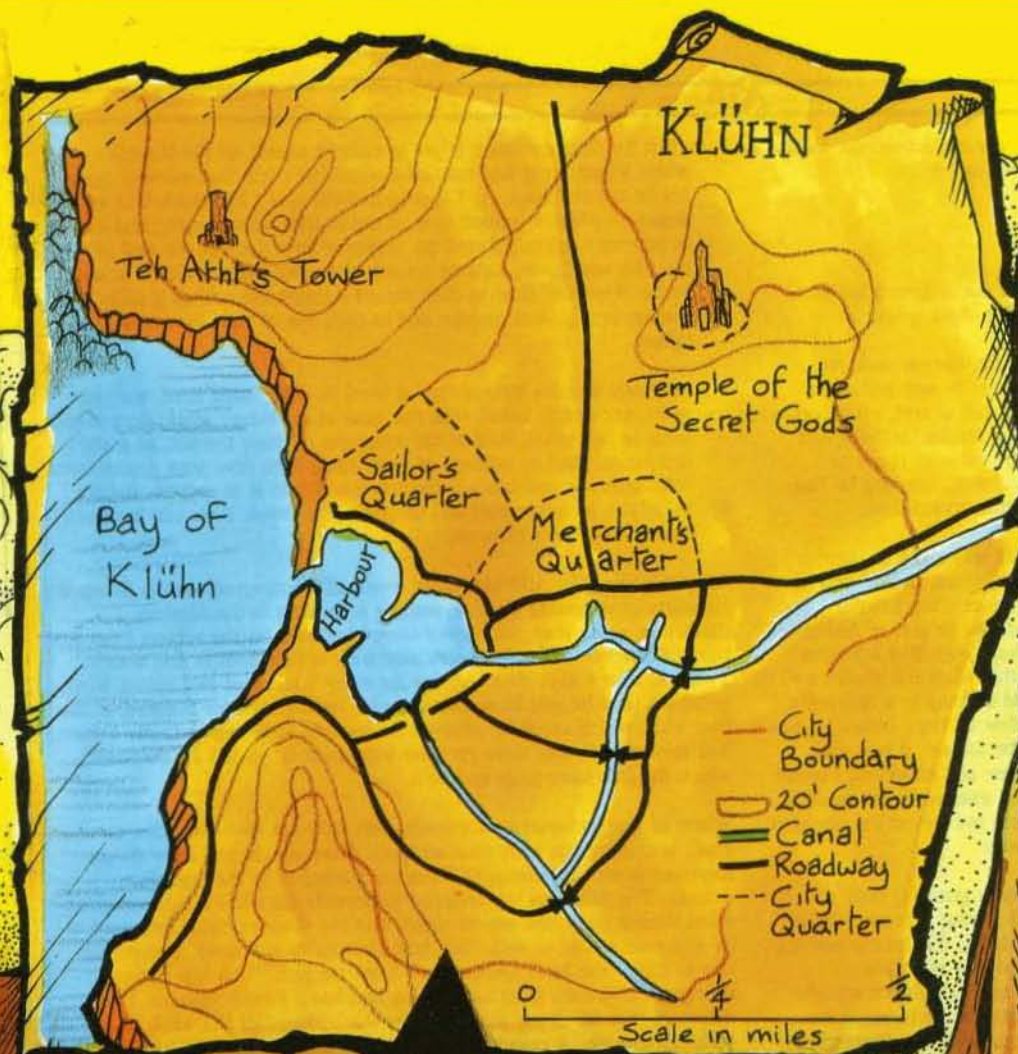 KLÜHN
Teh Atht's Tower
Temple of the
Secret Gods
Sailor's
Quarter
Merchant's
Quarter
Bay of
Klühn
Harbour
City
Boundary
20' Contour
Canal
Roadway
City
Quarter
0 ¼ ½
Scale in miles